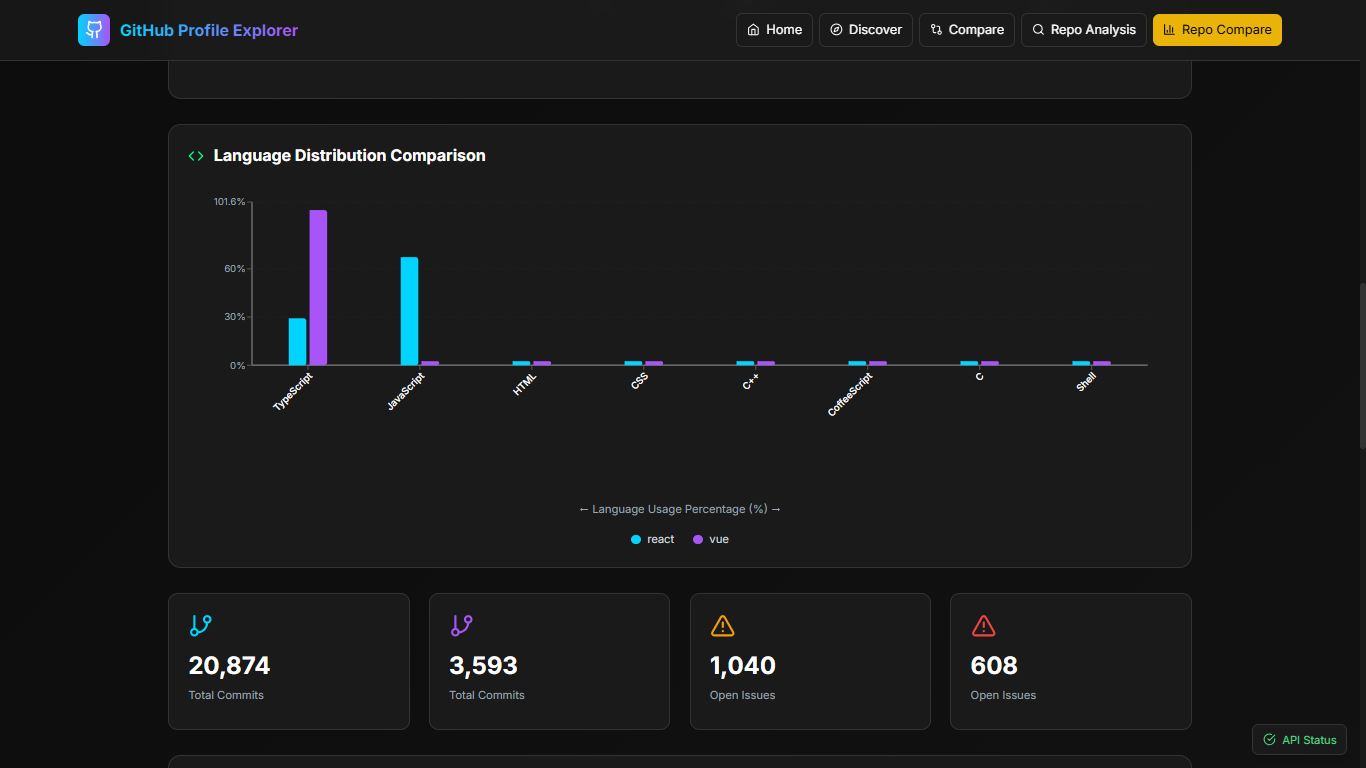 GitHub Profile Explorer
Home
Discover
Compare
Repo Analysis
Repo Compare
Language Distribution Comparison
101.6%
60%
30%
0%
TypeScript
JavaScript
HTML
CSS
C++
CoffeeScript
C
Shell
← Language Usage Percentage (%) →
react
vue
20,874
Total Commits
3,593
Total Commits
1,040
Open Issues
608
Open Issues
API Status